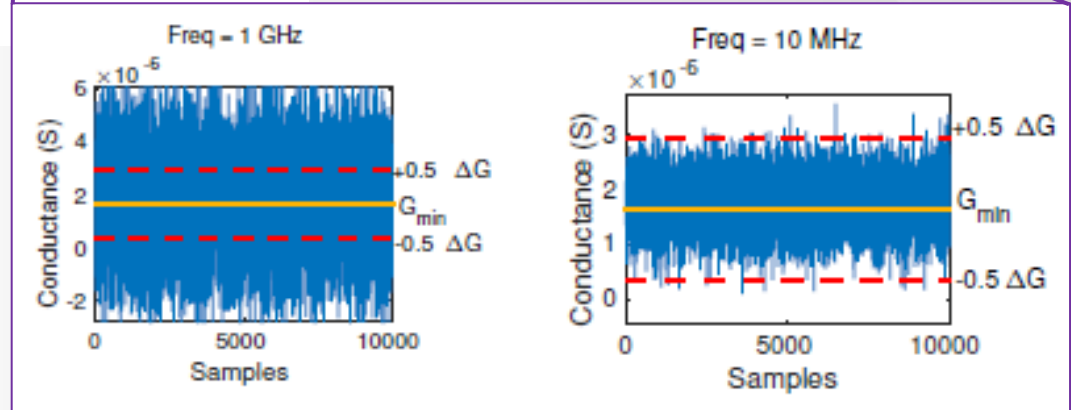 Freq = 1 GHz
×10 -6
6
4
2
0
-2
Conductance (S)
+0.5 ΔG
Gmin
-0.5 ΔG
0 5000 10000
Samples
Freq = 10 MHz
×10 -6
3
2
1
0
Conductance (S)
+0.5 ΔG
Gmin
-0.5 ΔG
0 5000 10000
Samples